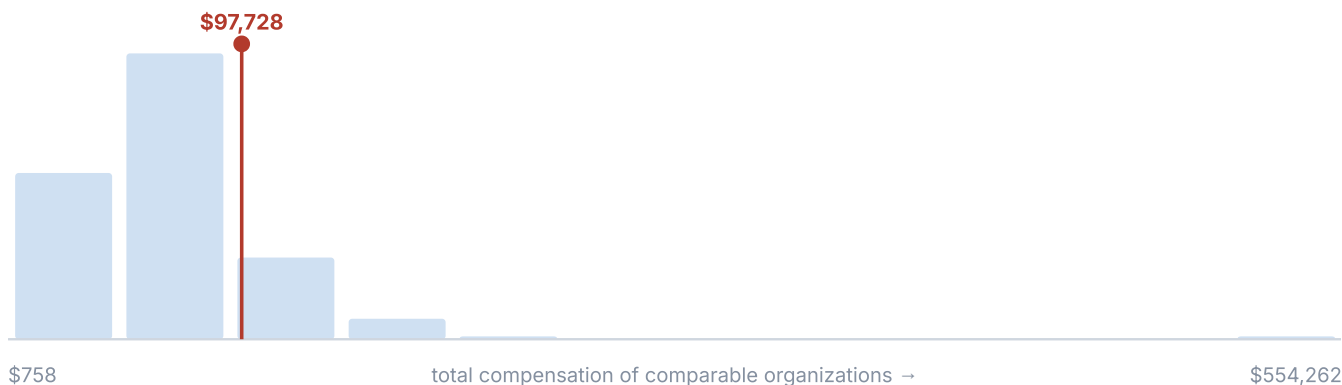 $97,728
$758 total compensation of comparable organizations → $554,262